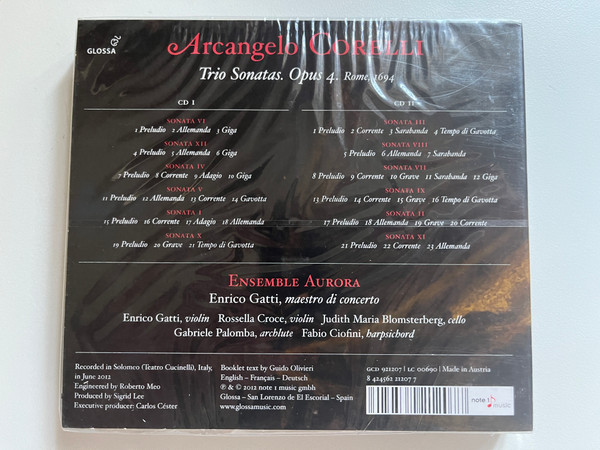 GLOSSA
Arcangelo CORELLI
Trio Sonatas. Opus 4. Rome, 1694
CD I
SONATA VI
1 Preludio 2 Allemanda 3 Giga
SONATA XII
4 Preludio 5 Allemanda 6 Giga
SONATA IV
7 Preludio 8 Corrente 9 Adagio 10 Giga
SONATA V
11 Preludio 12 Allemanda 13 Corrente 14 Gavotta
SONATA I
15 Preludio 16 Corrente 17 Adagio 18 Allemanda
SONATA X
19 Preludio 20 Grave 21 Tempo di Gavotta
CD II
SONATA III
1 Preludio 2 Corrente 3 Sarabanda 4 Tempo di Gavotta
SONATA VIII
5 Preludio 6 Allemanda 7 Sarabanda
SONATA VII
8 Preludio 9 Corrente 10 Grave 11 Sarabanda 12 Giga
SONATA IX
13 Preludio 14 Corrente 15 Grave 16 Tempo di Gavotta
SONATA II
17 Preludio 18 Allemanda 19 Grave 20 Corrente
SONATA XI
21 Preludio 22 Corrente 23 Allemanda
ENSEMBLE AURORA
Enrico Gatti, maestro di concerto
Enrico Gatti, violin Rossella Croce, violin Judith Maria Blomsterberg, cello
Gabriele Palomba, archlute Fabio Ciofini, harpsichord
Recorded in Solomeo (Teatro Cucinelli), Italy,
in June 2012
Engineered by Roberto Meo
Produced by Sigrid Lee
Executive producer: Carlos Céster
Booklet text by Guido Olivieri
English – Français – Deutsch
℗ & © 2012 note 1 music gmbh
Glossa – San Lorenzo de El Escorial – Spain
www.glossamusic.com
GCD 921207 | LC 00690 | Made in Austria
8 424562 21207 7
note 1
MUSIC